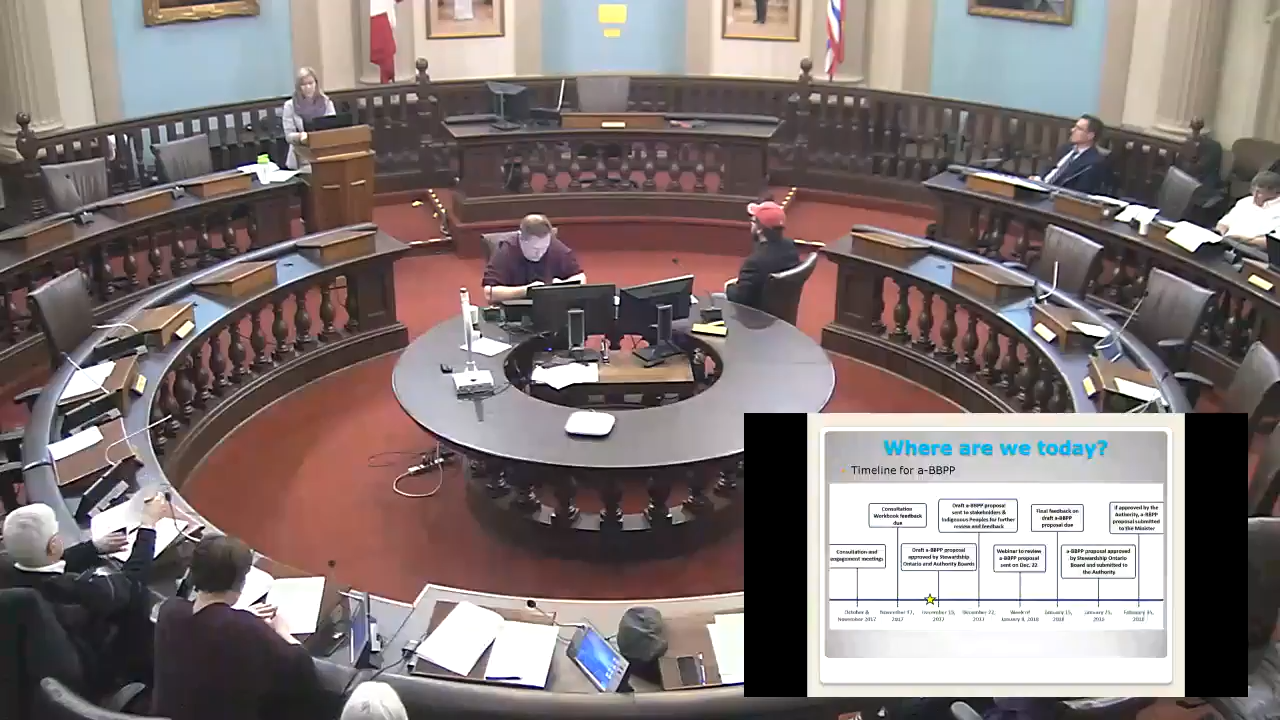 Where are we today?
Timeline for a-BBPP
Consultation
Workbook feedback
due
Draft a-BBPP proposal
sent to stakeholders &
Indigenous Peoples for further
review and feedback
Final feedback on
draft a-BBPP
proposal due
If approved by the
Authority, a-BBPP
proposal submitted
to the Minister
Consultation and
engagement meetings
Draft a-BBPP proposal
approved by Stewardship
Ontario and Authority Boards
Webinar to review
a-BBPP proposal
sent on Dec. 22
a-BBPP proposal approved
by Stewardship Ontario
Board and submitted to
the Authority
October &
November 2017
November
2017
December
2017
December 22,
2017
Week of
January 8, 2018
January 15,
2018
January
2018
February
2018